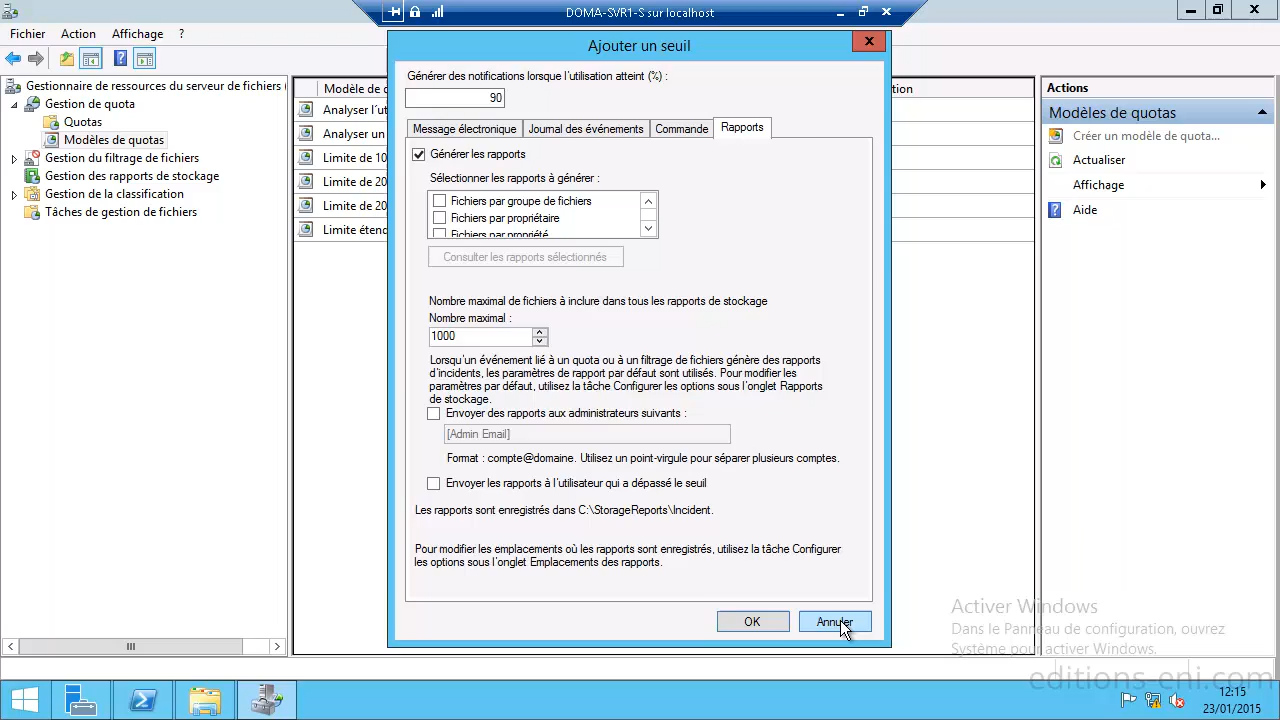 DOMA-SVR1-S sur localhost
Fichier Action Affichage ?
Gestionnaire de ressources du serveur de fichiers (
Gestion de quota
Quotas
Modèles de quotas
Gestion du filtrage de fichiers
Gestion des rapports de stockage
Gestion de la classification
Tâches de gestion de fichiers
Modèle de
Analyser l'ut
Analyser un
Limite de 10
Limite de 20
Limite de 20
Limite éten
Ajouter un seuil
Générer des notifications lorsque l'utilisation atteint (%) :
90
Message électronique Journal des événements Commande Rapports
Générer les rapports
Sélectionner les rapports à générer :
Fichiers par groupe de fichiers
Fichiers par propriétaire
Fichiers par propriété
Consulter les rapports sélectionnés
Nombre maximal de fichiers à inclure dans tous les rapports de stockage
Nombre maximal :
1000
Lorsqu'un événement lié à un quota ou à un filtrage de fichiers génère des rapports
d'incidents, les paramètres de rapport par défaut sont utilisés. Pour modifier les
paramètres par défaut, utilisez la tâche Configurer les options sous l'onglet Rapports
de stockage.
Envoyer des rapports aux administrateurs suivants :
[Admin Email]
Format : compte@domaine. Utilisez un point-virgule pour séparer plusieurs comptes.
Envoyer les rapports à l'utilisateur qui a dépassé le seuil
Les rapports sont enregistrés dans C:\StorageReports\Incident.
Pour modifier les emplacements où les rapports sont enregistrés, utilisez la tâche Configurer
les options sous l'onglet Emplacements des rapports.
OK Annuler
tion
Actions
Modèles de quotas
Créer un modèle de quota...
Actualiser
Affichage
Aide
Activer Windows
Dans le Panneau de configuration, ouvrez
Système pour activer Windows.
editions-eni.com
12:15
23/01/2015